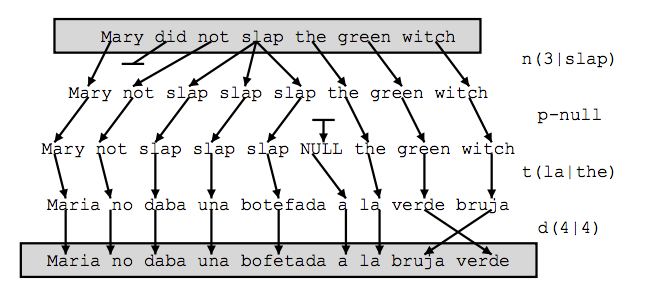 Mary did not slap the green witch
n(3|slap)
Mary not slap slap slap the green witch
p-null
Mary not slap slap slap NULL the green witch
t(la|the)
Maria no daba una botefada a la verde bruja
d(4|4)
Maria no daba una bofetada a la bruja verde